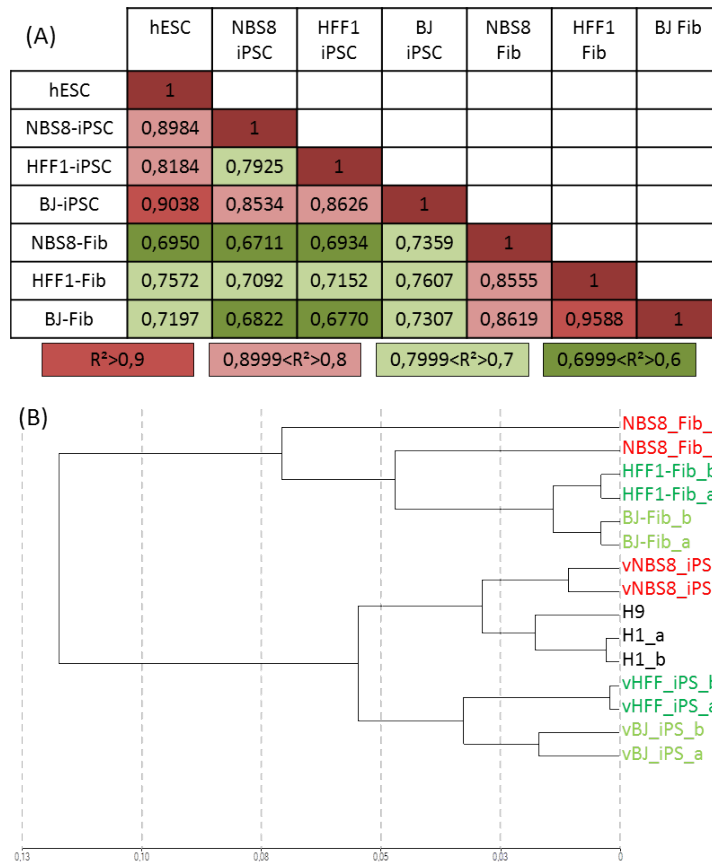 (A)
hESC NBS8 iPSC HFF1 iPSC BJ iPSC NBS8 Fib HFF1 Fib BJ Fib
hESC 1
NBS8-iPSC 0,8984 1
HFF1-iPSC 0,8184 0,7925 1
BJ-iPSC 0,9038 0,8534 0,8626 1
NBS8-Fib 0,6950 0,6711 0,6934 0,7359 1
HFF1-Fib 0,7572 0,7092 0,7152 0,7607 0,8555 1
BJ-Fib 0,7197 0,6822 0,6770 0,7307 0,8619 0,9588 1
R²>0,9 0,8999<R²>0,8 0,7999<R²>0,7 0,6999<R²>0,6
(B)
NBS8_Fib_
NBS8_Fib_
HFF1-Fib_b
HFF1-Fib_a
BJ-Fib_b
BJ-Fib_a
vNBS8_iPS
vNBS8_iPS
H9
H1_a
H1_b
vHFF_iPS_b
vHFF_iPS_a
vBJ_iPS_b
vBJ_iPS_a
0,13 0,10 0,08 0,05 0,03 0